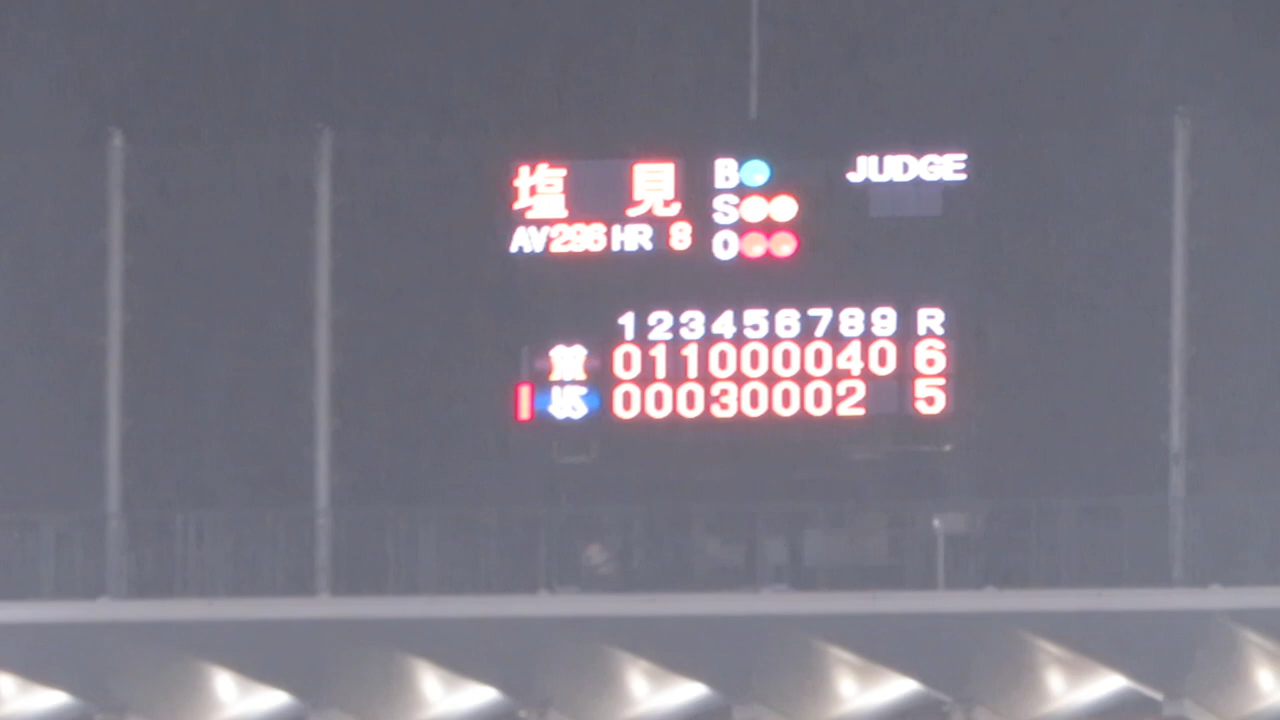 塩 見
AV296 HR 8
B
S
O
JUDGE
1 2 3 4 5 6 7 8 9 R
0 1 1 0 0 0 0 4 0 6
0 0 0 3 0 0 0 2 5